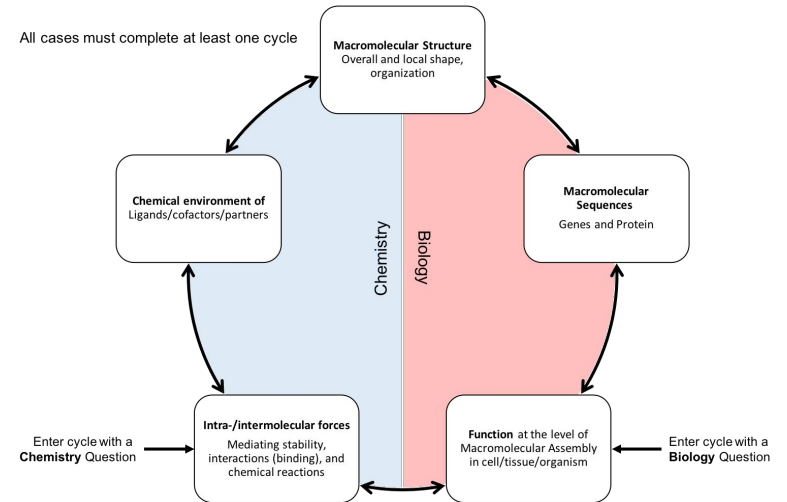 All cases must complete at least one cycle
Macromolecular Structure
Overall and local shape,
organization
Chemical environment of
Ligands/cofactors/partners
Macromolecular
Sequences
Genes and Protein
Chemistry
Biology
Intra-/intermolecular forces
Mediating stability,
interactions (binding), and
chemical reactions
Function at the level of
Macromolecular Assembly
in cell/tissue/organism
Enter cycle with a
Chemistry Question
Enter cycle with a
Biology Question